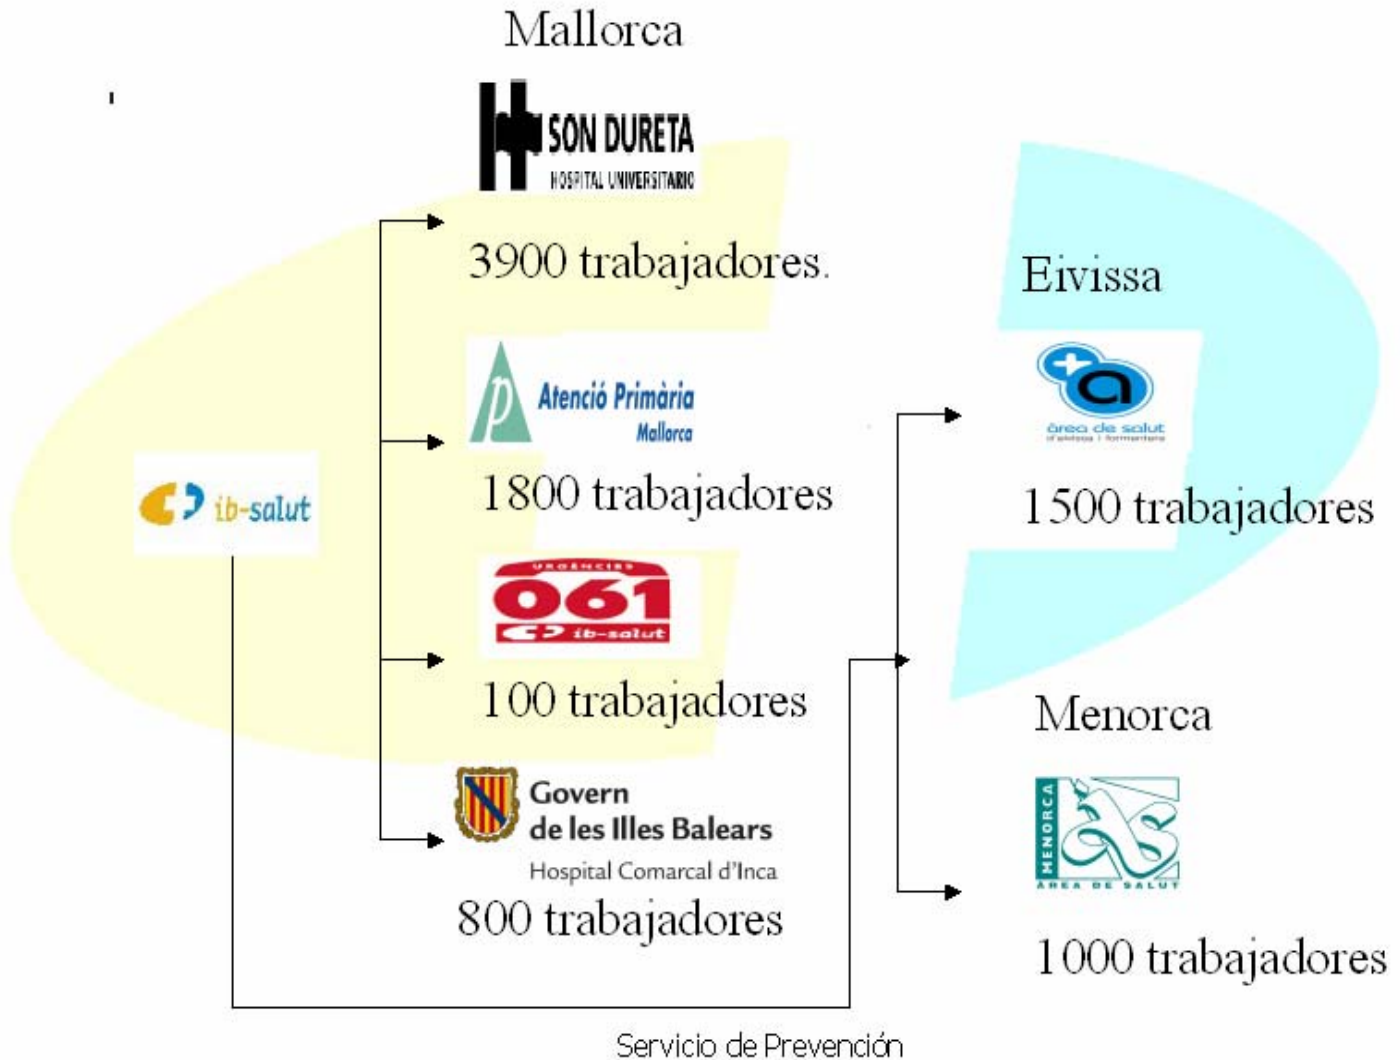 Mallorca
SON DURETA
HOSPITAL UNIVERSITARIO
3900 trabajadores.
Atenció Primària
Mallorca
1800 trabajadores
ib-salut
URGÈNCIES
061
ib-salut
100 trabajadores
Govern
de les Illes Balears
Hospital Comarcal d'Inca
800 trabajadores
Eivissa
a
àrea de salut
d'eivissa i formentera
1500 trabajadores
Menorca
MENORCA
às
ÀREA DE SALUT
1000 trabajadores
Servicio de Prevención